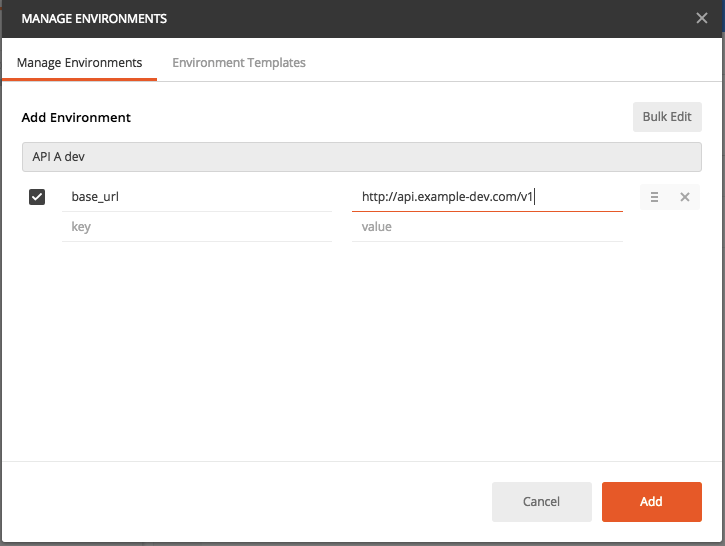 MANAGE ENVIRONMENTS
Manage Environments Environment Templates
Add Environment Bulk Edit
API A dev
base_url http://api.example-dev.com/v1
key value
Cancel Add